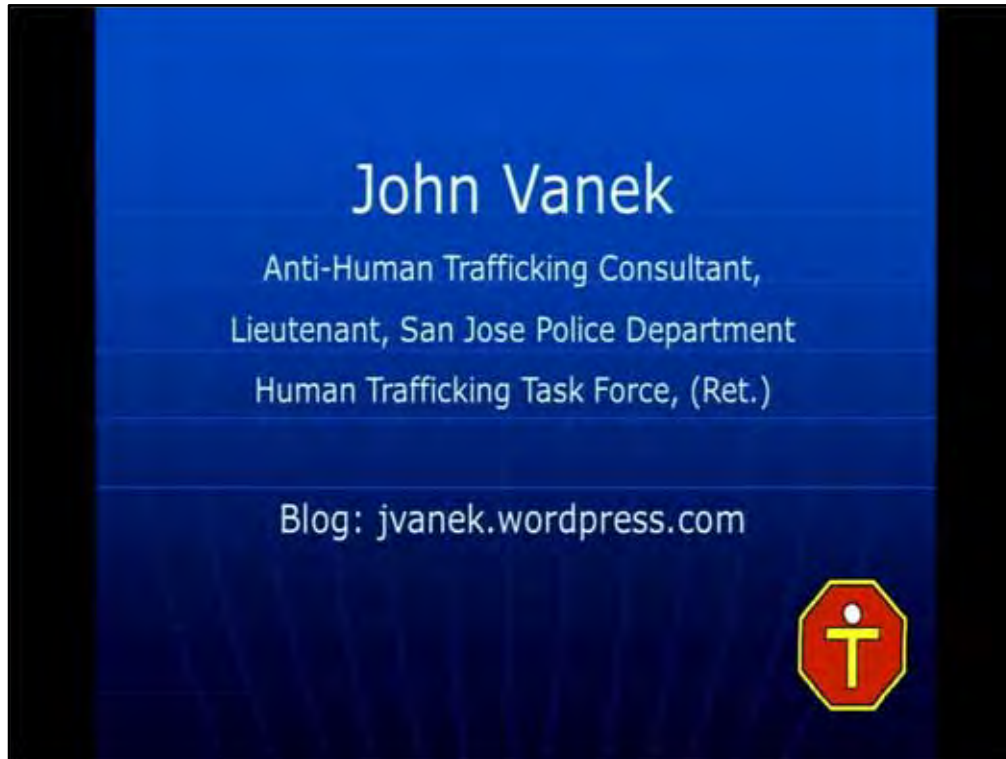 John Vanek
Anti-Human Trafficking Consultant,
Lieutenant, San Jose Police Department
Human Trafficking Task Force, (Ret.)
Blog: jvanek.wordpress.com